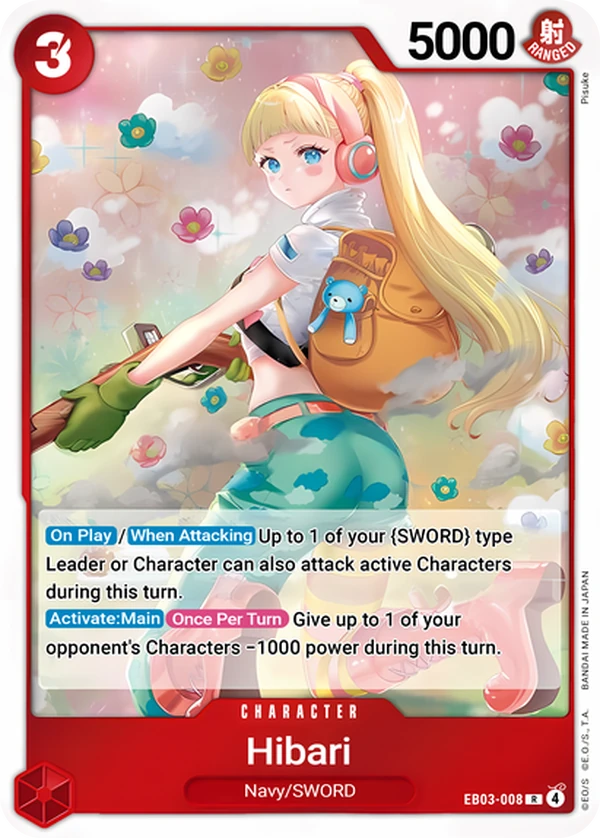 3
5000
射
RANGED
Pisuke
On Play / When Attacking Up to 1 of your {SWORD} type
Leader or Character can also attack active Characters
during this turn.
Activate:Main Once Per Turn Give up to 1 of your
opponent's Characters −1000 power during this turn.
CHARACTER
Hibari
Navy/SWORD
EB03-008 R 4
©EO/S ©E.O./S., T.A. BANDAI MADE IN JAPAN